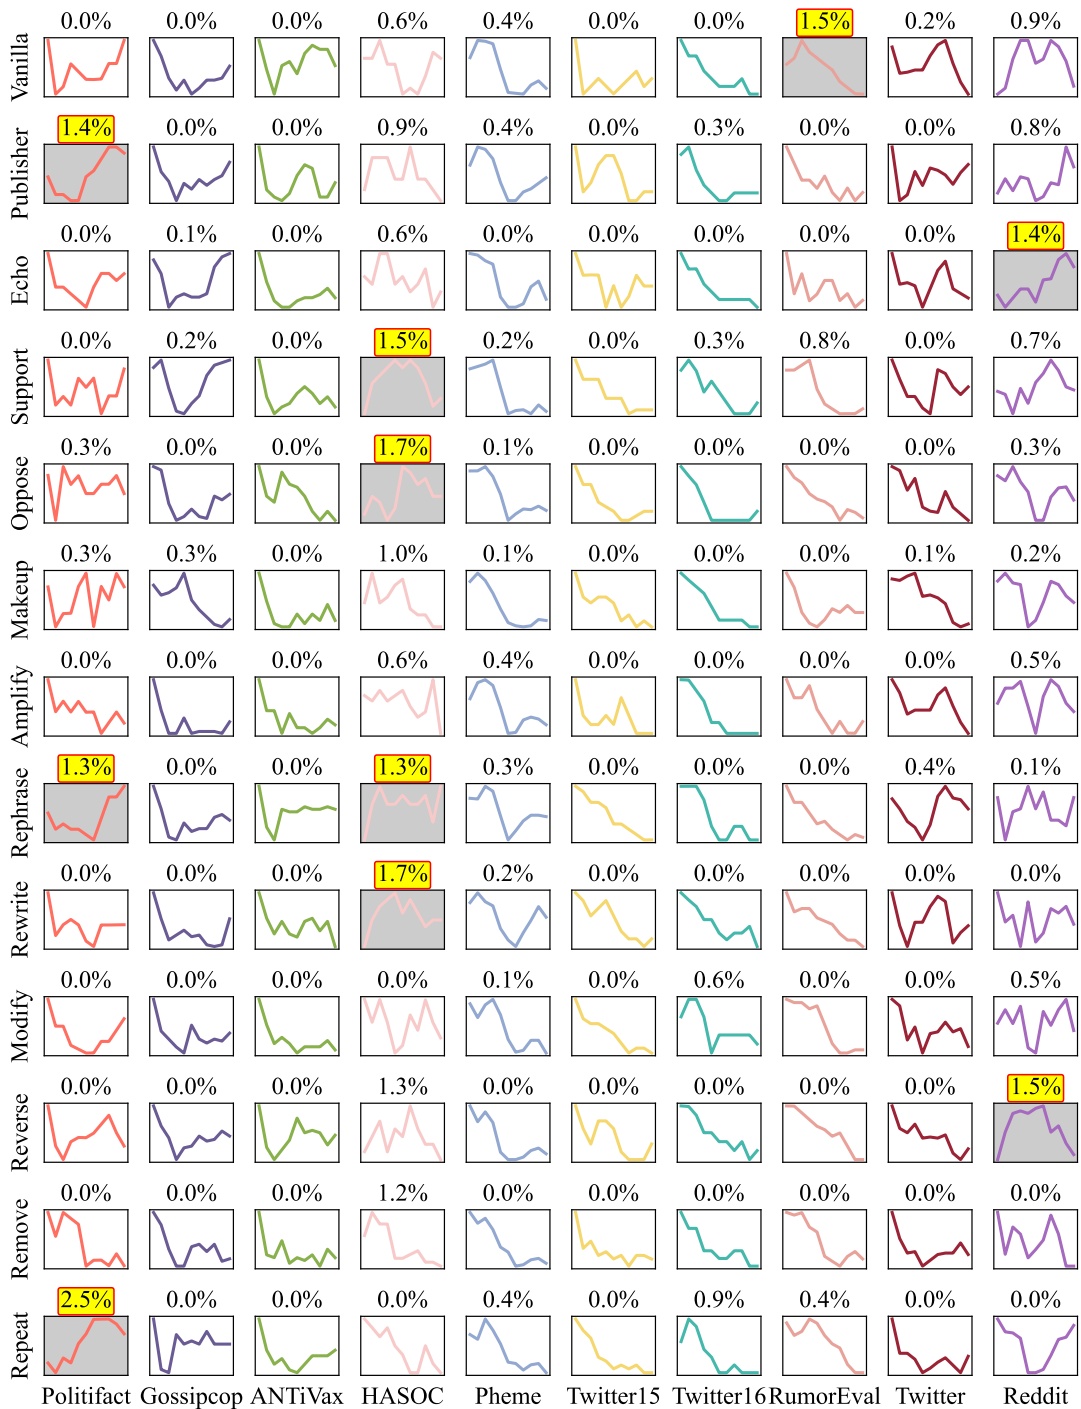 0.0% 0.0% 0.0% 0.6% 0.4% 0.0% 0.0% 1.5% 0.2% 0.9%
Vanilla
1.4% 0.0% 0.0% 0.9% 0.4% 0.0% 0.3% 0.0% 0.0% 0.8%
Publisher
0.0% 0.1% 0.0% 0.6% 0.0% 0.0% 0.0% 0.0% 0.0% 1.4%
Echo
0.0% 0.2% 0.0% 1.5% 0.2% 0.0% 0.3% 0.8% 0.0% 0.7%
Support
0.3% 0.0% 0.0% 1.7% 0.1% 0.0% 0.0% 0.0% 0.0% 0.3%
Oppose
0.3% 0.3% 0.0% 1.0% 0.1% 0.0% 0.0% 0.0% 0.1% 0.2%
Makeup
0.0% 0.0% 0.0% 0.6% 0.4% 0.0% 0.0% 0.0% 0.0% 0.5%
Amplify
1.3% 0.0% 0.0% 1.3% 0.3% 0.0% 0.0% 0.0% 0.4% 0.1%
Rephrase
0.0% 0.0% 0.0% 1.7% 0.2% 0.0% 0.0% 0.0% 0.0% 0.0%
Rewrite
0.0% 0.0% 0.0% 0.0% 0.1% 0.0% 0.6% 0.0% 0.0% 0.5%
Modify
0.0% 0.0% 0.0% 1.3% 0.0% 0.0% 0.0% 0.0% 0.0% 1.5%
Reverse
0.0% 0.0% 0.0% 1.2% 0.0% 0.0% 0.0% 0.0% 0.0% 0.0%
Remove
2.5% 0.0% 0.0% 0.0% 0.4% 0.0% 0.9% 0.4% 0.0% 0.0%
Repeat
Politifact Gossipcop ANTiVax HASOC Pheme Twitter15 Twitter16 RumorEval Twitter Reddit